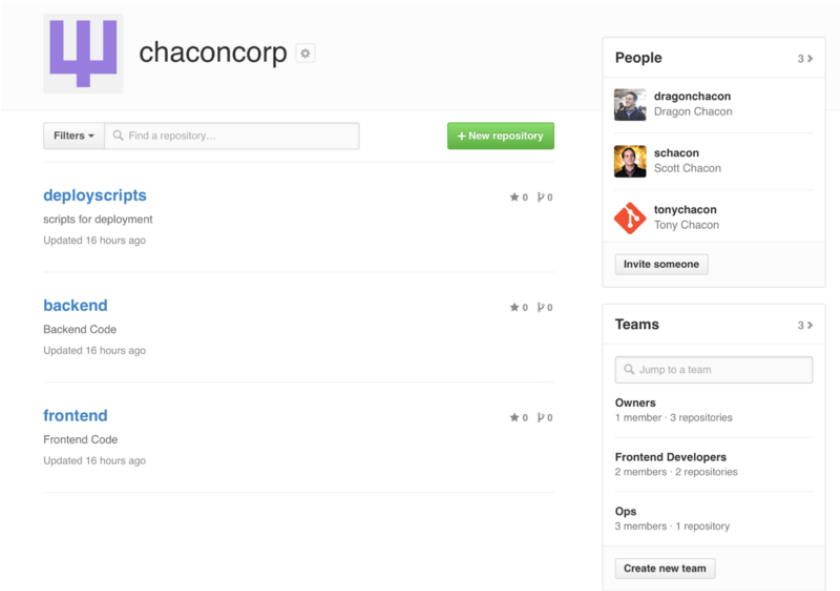 chaconcorp
Filters
Find a repository...
+ New repository
deployscripts
0 0
scripts for deployment
Updated 16 hours ago
backend
0 0
Backend Code
Updated 16 hours ago
frontend
0 0
Frontend Code
Updated 16 hours ago
People
3
dragonchacon
Dragon Chacon
schacon
Scott Chacon
tonychacon
Tony Chacon
Invite someone
Teams
3
Jump to a team
Owners
1 member · 3 repositories
Frontend Developers
2 members · 2 repositories
Ops
3 members · 1 repository
Create new team